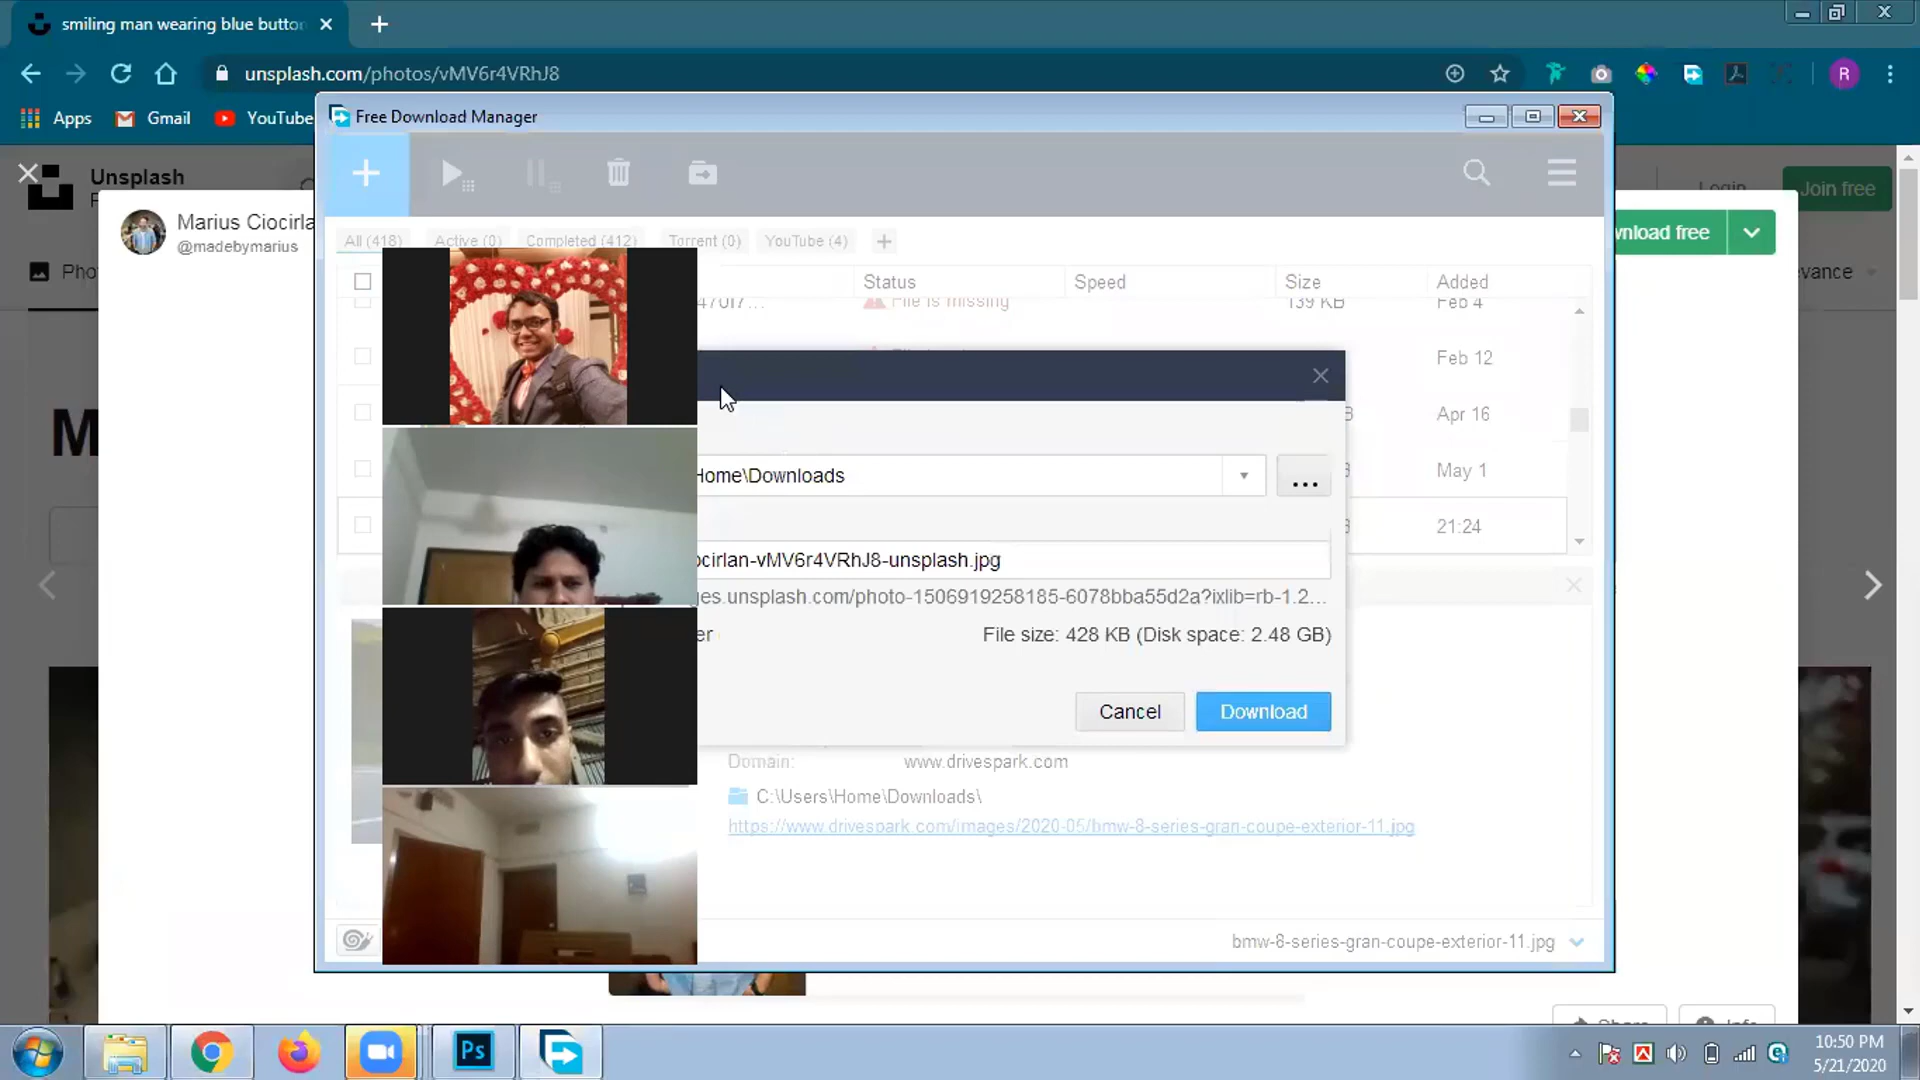 smiling man wearing blue butto
unsplash.com/photos/vMV6r4VRhJ8
R
Apps
Gmail
YouTube
Free Download Manager
Unsplash
Login
Join free
Marius Ciocirla
@madebymarius
nload free
Pho
vance
All (418)
Active (0)
Completed (412)
Torrent (0)
YouTube (4)
Status
Speed
Size
Added
File is missing
139 KB
Feb 4
Feb 12
M
Apr 16
Home\Downloads
...
May 1
21:24
ocirlan-vMV6r4VRhJ8-unsplash.jpg
ges.unsplash.com/photo-1506919258185-6078bba55d2a?ixlib=rb-1.2...
er
File size: 428 KB (Disk space: 2.48 GB)
Cancel
Download
Domain:
www.drivespark.com
C:\Users\Home\Downloads\
https://www.drivespark.com/images/2020-05/bmw-8-series-gran-coupe-exterior-11.jpg
bmw-8-series-gran-coupe-exterior-11.jpg
Share
Info
Ps
10:50 PM
5/21/2020